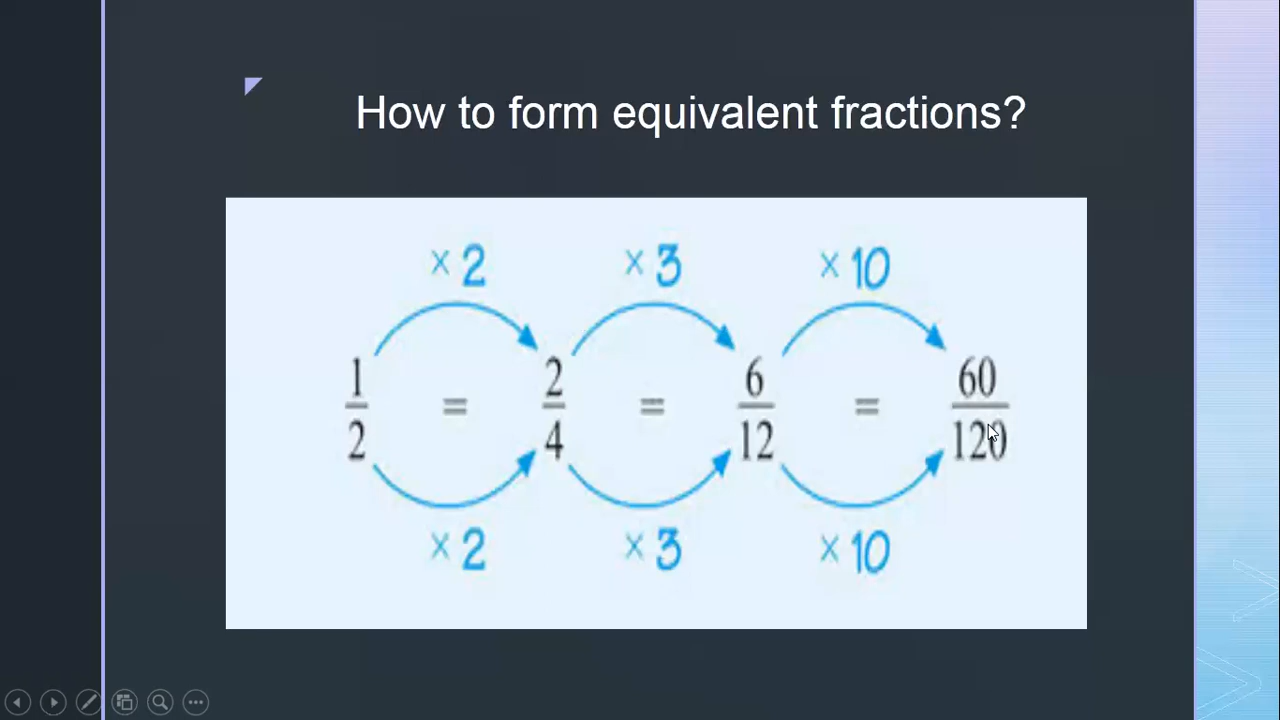 How to form equivalent fractions?
× 2 × 3 × 10
1 2 6 60
= = =
2 4 12 120
× 2 × 3 × 10